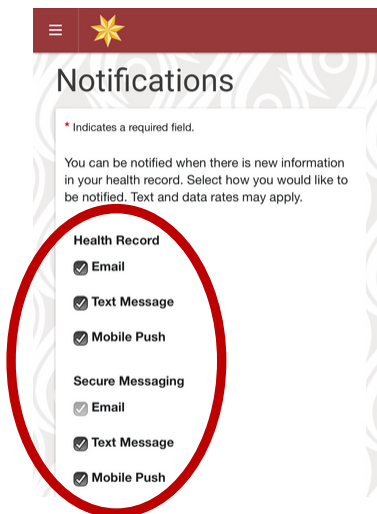 Notifications
* Indicates a required field.
You can be notified when there is new information
in your health record. Select how you would like to
be notified. Text and data rates may apply.
Health Record
Email
Text Message
Mobile Push
Secure Messaging
Email
Text Message
Mobile Push